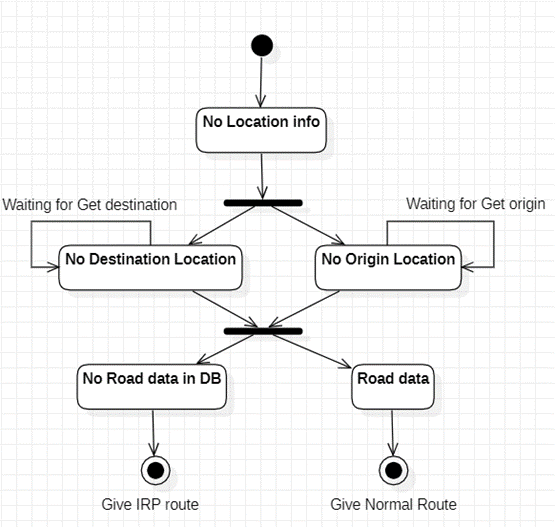 No Location info
Waiting for Get destination
Waiting for Get origin
No Destination Location
No Origin Location
No Road data in DB
Road data
Give IRP route
Give Normal Route